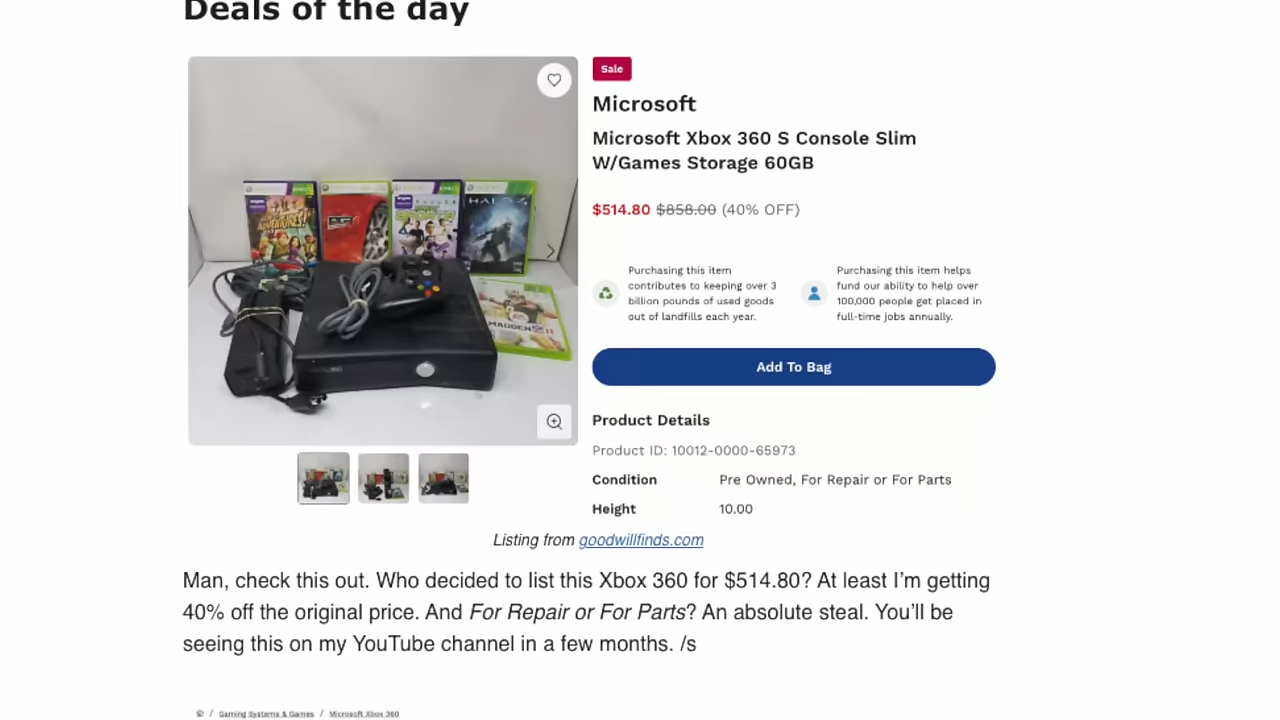 Deals of the day
Sale
Microsoft
Microsoft Xbox 360 S Console Slim
W/Games Storage 60GB
$514.80 $858.00 (40% OFF)
Purchasing this item
contributes to keeping over 3
billion pounds of used goods
out of landfills each year.
Purchasing this item helps
fund our ability to help over
100,000 people get placed in
full-time jobs annually.
ADVENTURES!
HALO 4
MADDEN 11
Add To Bag
Product Details
Product ID: 10012-0000-65973
Condition Pre Owned, For Repair or For Parts
Height 10.00
Listing from goodwillfinds.com
Man, check this out. Who decided to list this Xbox 360 for $514.80? At least I’m getting
40% off the original price. And For Repair or For Parts? An absolute steal. You’ll be
seeing this on my YouTube channel in a few months. /s
/ Gaming Systems & Games / Microsoft Xbox 360